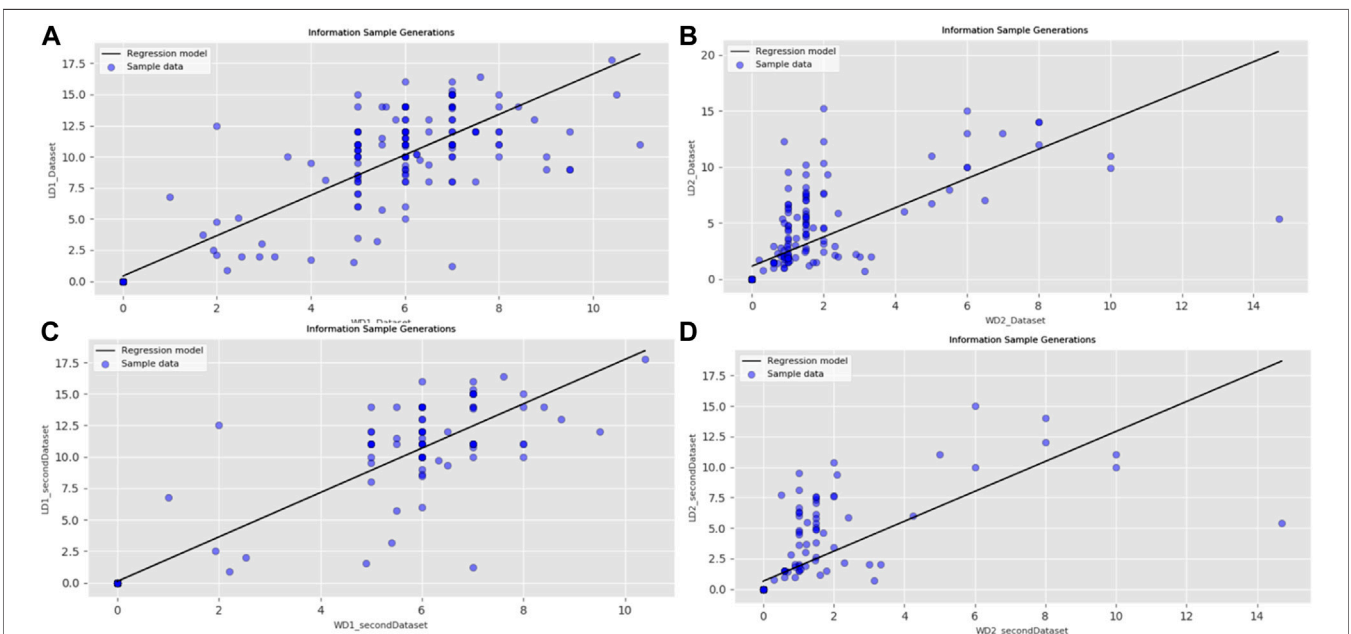 A
Information Sample Generations
Regression model
Sample data
17.5
15.0
12.5
10.0
7.5
5.0
2.5
0.0
LD1_Dataset
0 2 4 6 8 10
WD1_Dataset
B
Information Sample Generations
Regression model
Sample data
20
15
10
5
0
LD2_Dataset
0 2 4 6 8 10 12 14
WD2_Dataset
C
Information Sample Generations
Regression model
Sample data
17.5
15.0
12.5
10.0
7.5
5.0
2.5
0.0
LD1_secondDataset
0 2 4 6 8 10
WD1_secondDataset
D
Information Sample Generations
Regression model
Sample data
17.5
15.0
12.5
10.0
7.5
5.0
2.5
0.0
LD2_secondDataset
0 2 4 6 8 10 12 14
WD2_secondDataset